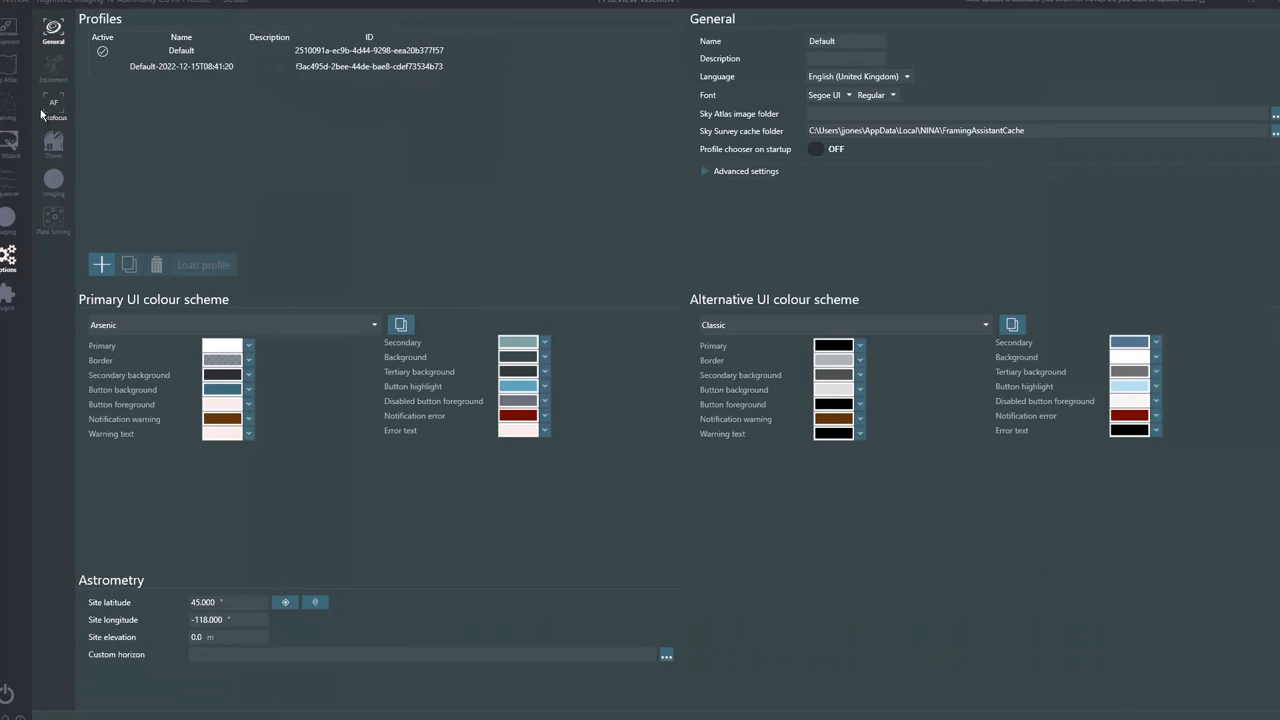 General
Equipment
AF
Dome
Imaging
Plate Solving
Wizard
Profiles
Active Name Description ID
Default 2510091a-ec9b-4d44-9298-eea20b377f57
Default-2022-12-15T08:41:20 f3ac495d-2bee-44de-bae8-cdef73534b73
Load profile
General
Name Default
Description
Language English (United Kingdom)
Font Segoe UI Regular
Sky Atlas image folder
Sky Survey cache folder C:\Users\jjones\AppData\Local\NINA\FramingAssistantCache
Profile chooser on startup OFF
Advanced settings
Primary UI colour scheme
Arsenic
Primary
Border
Secondary background
Button background
Button foreground
Notification warning
Warning text
Secondary
Background
Tertiary background
Button highlight
Disabled button foreground
Notification error
Error text
Alternative UI colour scheme
Classic
Primary
Border
Secondary background
Button background
Button foreground
Notification warning
Warning text
Secondary
Background
Tertiary background
Button highlight
Disabled button foreground
Notification error
Error text
Astrometry
Site latitude 45.000 °
Site longitude -118.000 °
Site elevation 0.0 m
Custom horizon